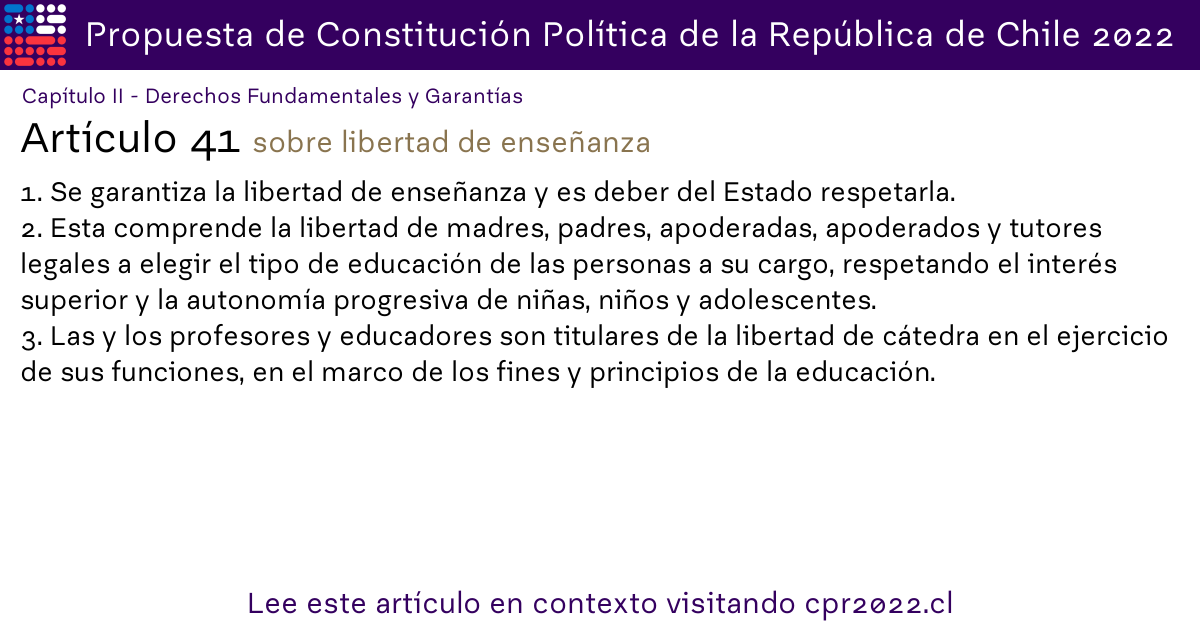 Propuesta de Constitución Política de la República de Chile 2022
Capítulo II - Derechos Fundamentales y Garantías
Artículo 41 sobre libertad de enseñanza
1. Se garantiza la libertad de enseñanza y es deber del Estado respetarla.
2. Esta comprende la libertad de madres, padres, apoderadas, apoderados y tutores
legales a elegir el tipo de educación de las personas a su cargo, respetando el interés
superior y la autonomía progresiva de niñas, niños y adolescentes.
3. Las y los profesores y educadores son titulares de la libertad de cátedra en el ejercicio
de sus funciones, en el marco de los fines y principios de la educación.
Lee este artículo en contexto visitando cpr2022.cl